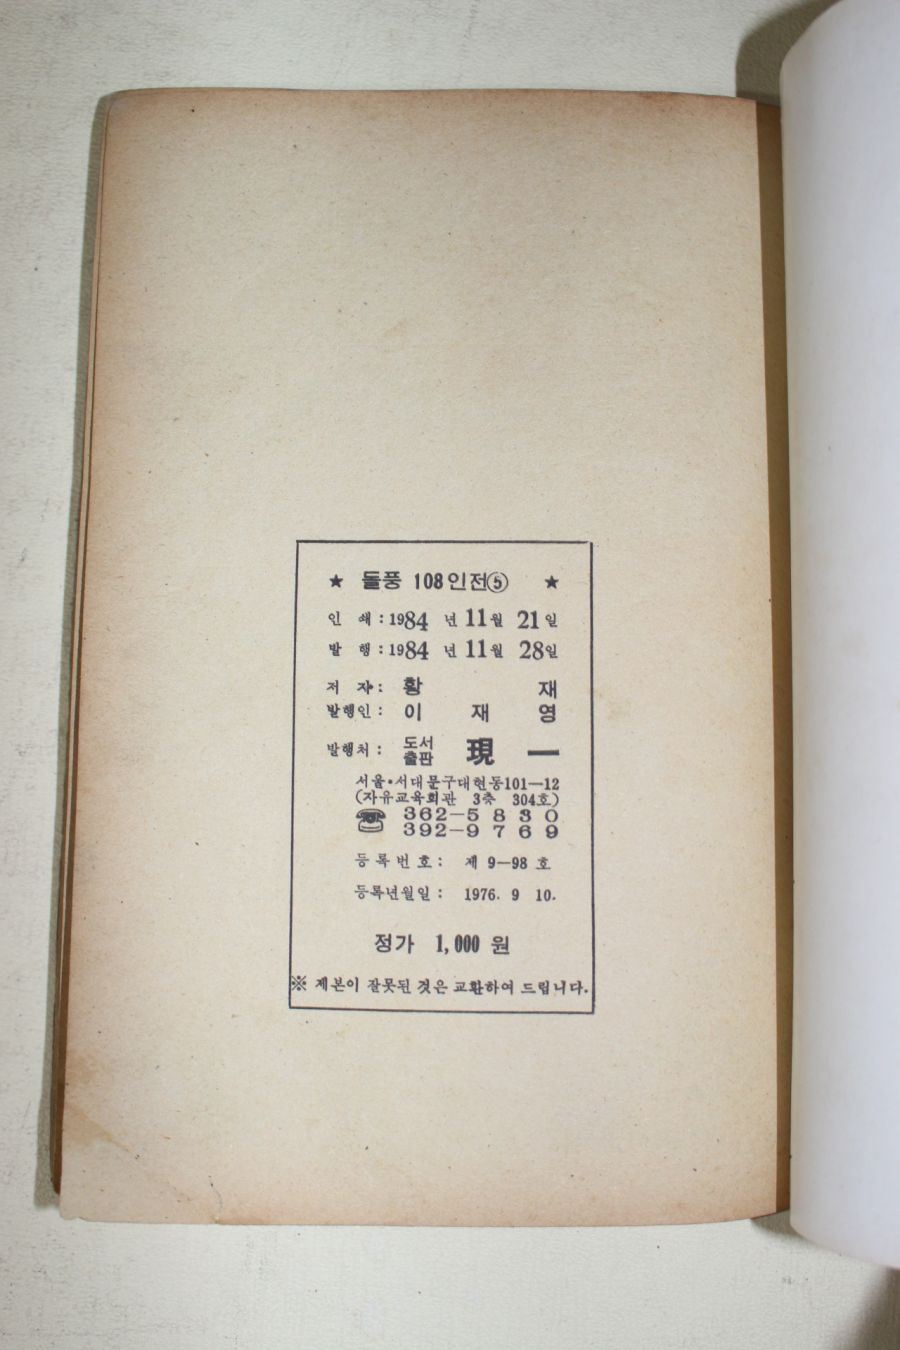 ★ 돌풍 108인전⑤ ★
인 쇄 : 1984 년 11월 21일
발 행 : 1984 년 11월 28일
저 자 : 황 재
발행인 : 이 재 영
발행처 : 도서출판 現 一
서울·서대문구대현동101—12
(자유교육회관 3층 304호)
☎ 362—5830
392—9769
등록번호 : 제 9—98 호
등록년월일 : 1976. 9 10.
정가 1,000 원
※ 제본이 잘못된 것은 교환하여 드립니다.